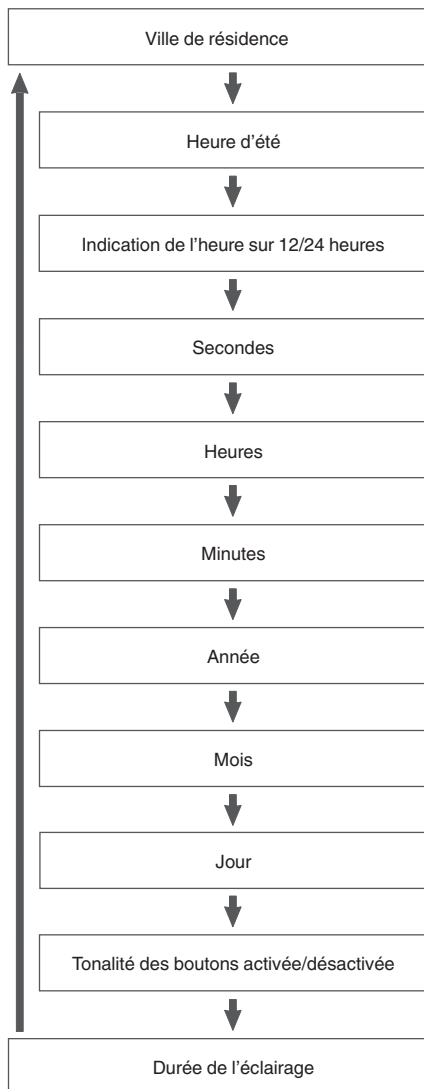 Ville de résidence
Heure d’été
Indication de l’heure sur 12/24 heures
Secondes
Heures
Minutes
Année
Mois
Jour
Tonalité des boutons activée/désactivée
Durée de l’éclairage